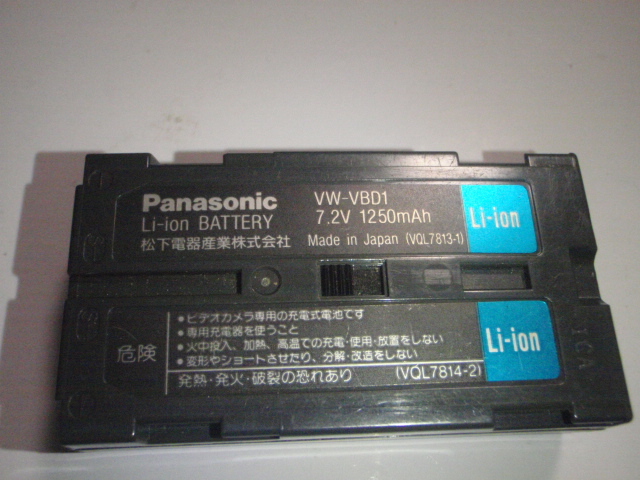 Panasonic
Li-ion BATTERY
松下電器産業株式会社
VW-VBD1
7.2V 1250mAh
Made in Japan (VQL7813-1)
Li-ion
危険
●ビデオカメラ専用の充電式電池です
●専用充電器を使うこと
●火中投入、加熱、高温での充電・使用・放置をしない
●変形やショートさせたり、分解・改造をしない
発熱・発火・破裂の恐れあり (VQL7814-2)
Li-ion